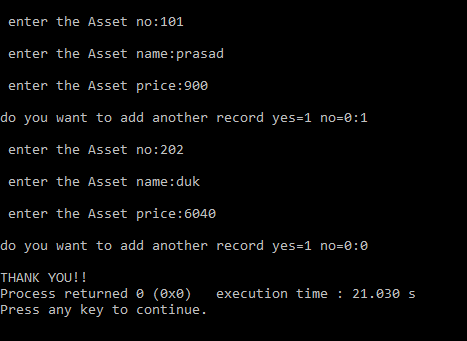 enter the Asset no:101
enter the Asset name:prasad
enter the Asset price:900
do you want to add another record yes=1 no=0:1
enter the Asset no:202
enter the Asset name:duk
enter the Asset price:6040
do you want to add another record yes=1 no=0:0
THANK YOU!!
Process returned 0 (0x0)   execution time : 21.030 s
Press any key to continue.